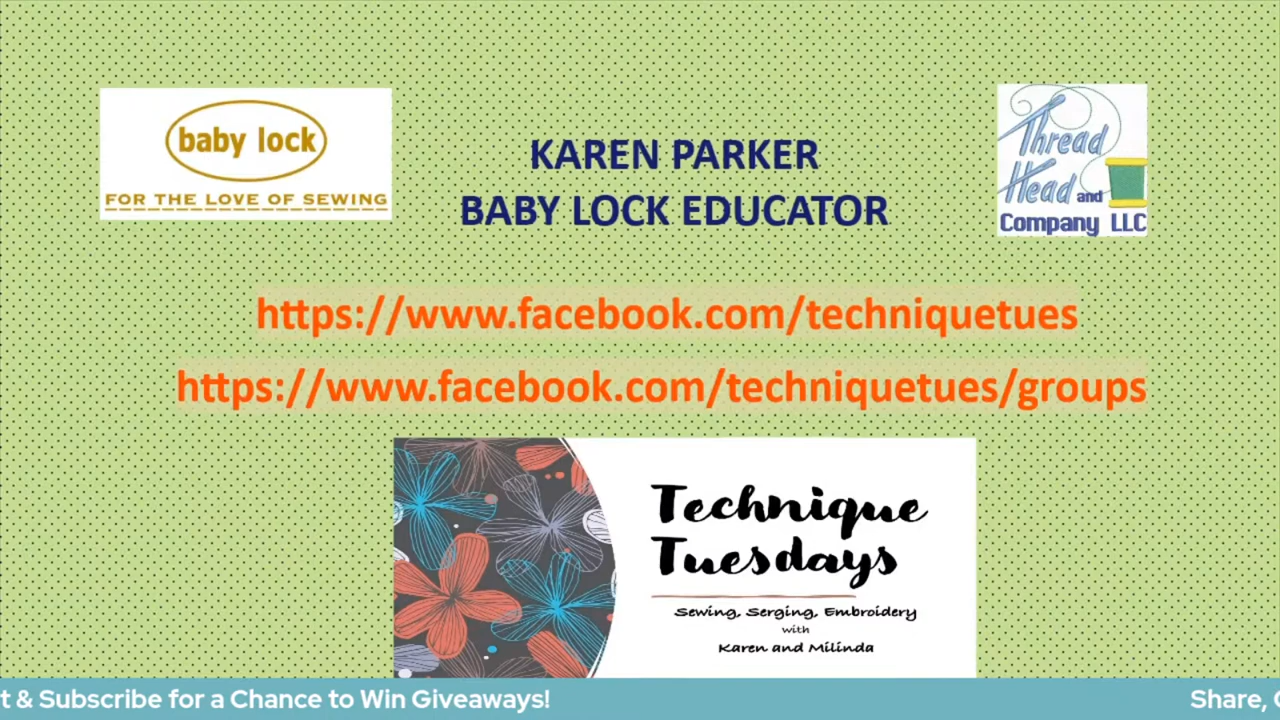 baby lock
FOR THE LOVE OF SEWING
KAREN PARKER
BABY LOCK EDUCATOR
Thread
Head and
Company LLC
https://www.facebook.com/techniquetues
https://www.facebook.com/techniquetues/groups
Technique
Tuesdays
Sewing, Serging, Embroidery
with
Karen and Milinda
t & Subscribe for a Chance to Win Giveaways!
Share,